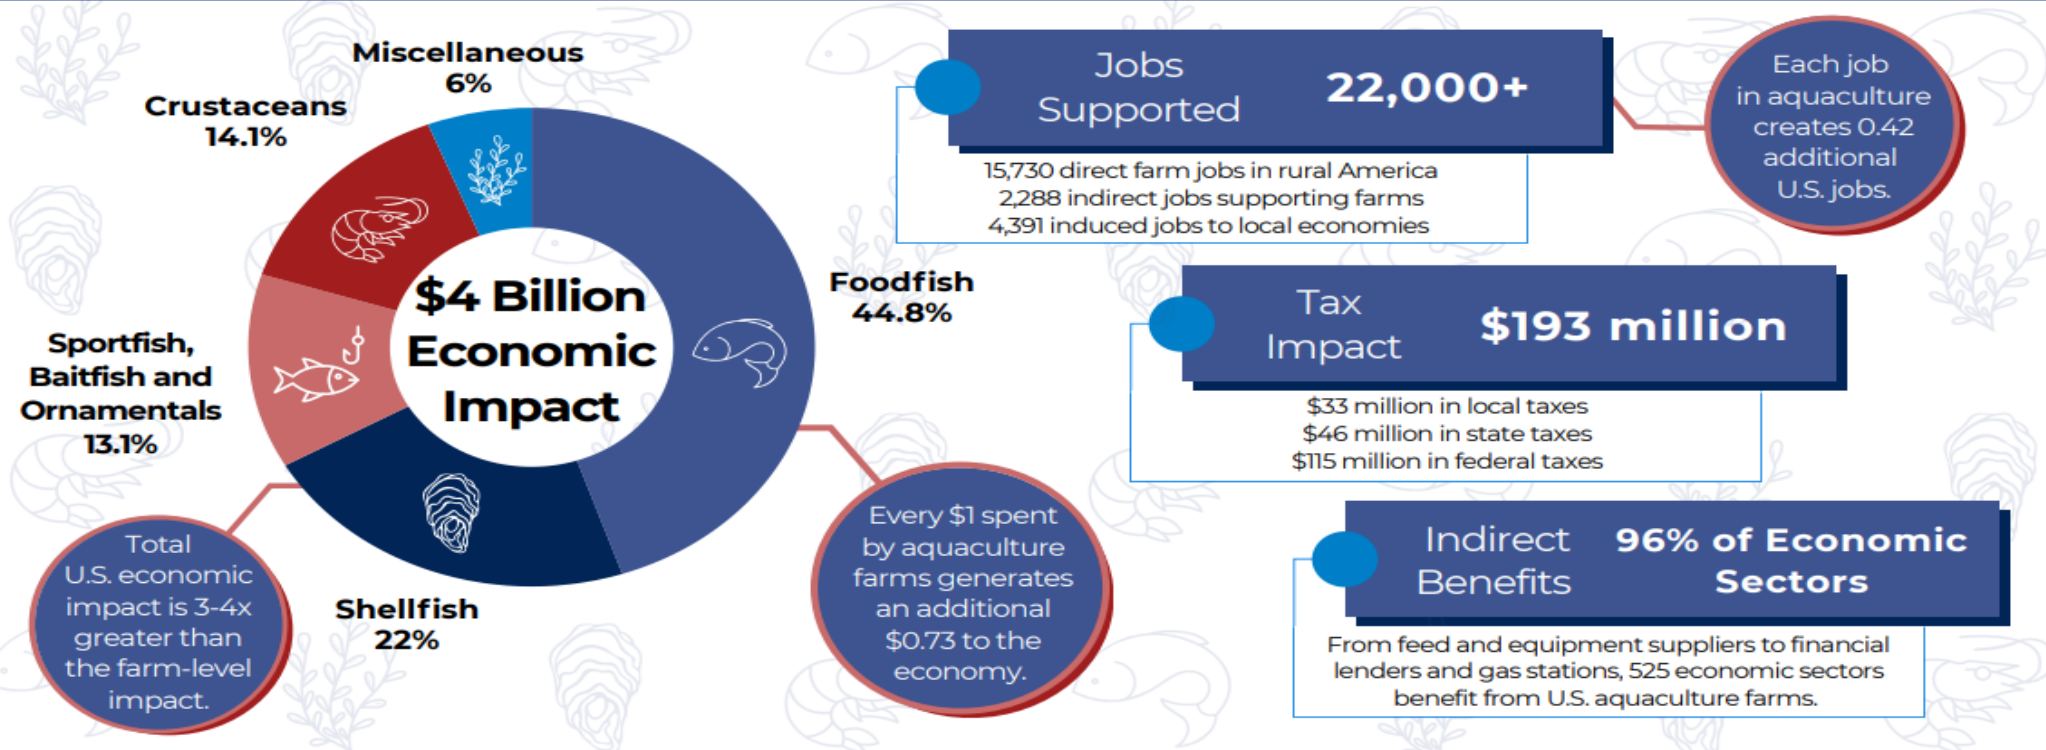 Miscellaneous
6%
Crustaceans
14.1%
Sportfish,
Baitfish and
Ornamentals
13.1%
$4 Billion
Economic
Impact
Foodfish
44.8%
Shellfish
22%
Total
U.S. economic
impact is 3-4x
greater than
the farm-level
impact.
Every $1 spent
by aquaculture
farms generates
an additional
$0.73 to the
economy.
Jobs
Supported
22,000+
15,730 direct farm jobs in rural America
2,288 indirect jobs supporting farms
4,391 induced jobs to local economies
Each job
in aquaculture
creates 0.42
additional
U.S. jobs.
Tax
Impact
$193 million
$33 million in local taxes
$46 million in state taxes
$115 million in federal taxes
Indirect
Benefits
96% of Economic
Sectors
From feed and equipment suppliers to financial
lenders and gas stations, 525 economic sectors
benefit from U.S. aquaculture farms.